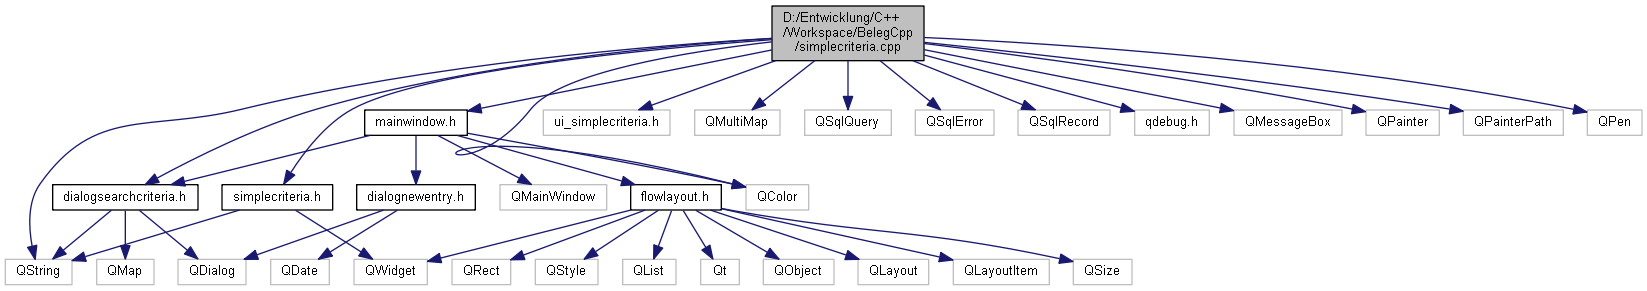 D:/Entwicklung/C++
/Workspace/BelegCpp
/simplecriteria.cpp
mainwindow.h
ui_simplecriteria.h
QMultiMap
QSqlQuery
QSqlError
QSqlRecord
qdebug.h
QMessageBox
QPainter
QPainterPath
QPen
dialogsearchcriteria.h
simplecriteria.h
dialognewentry.h
QMainWindow
flowlayout.h
QColor
QString
QMap
QDialog
QDate
QWidget
QRect
QStyle
QList
Qt
QObject
QLayout
QLayoutItem
QSize